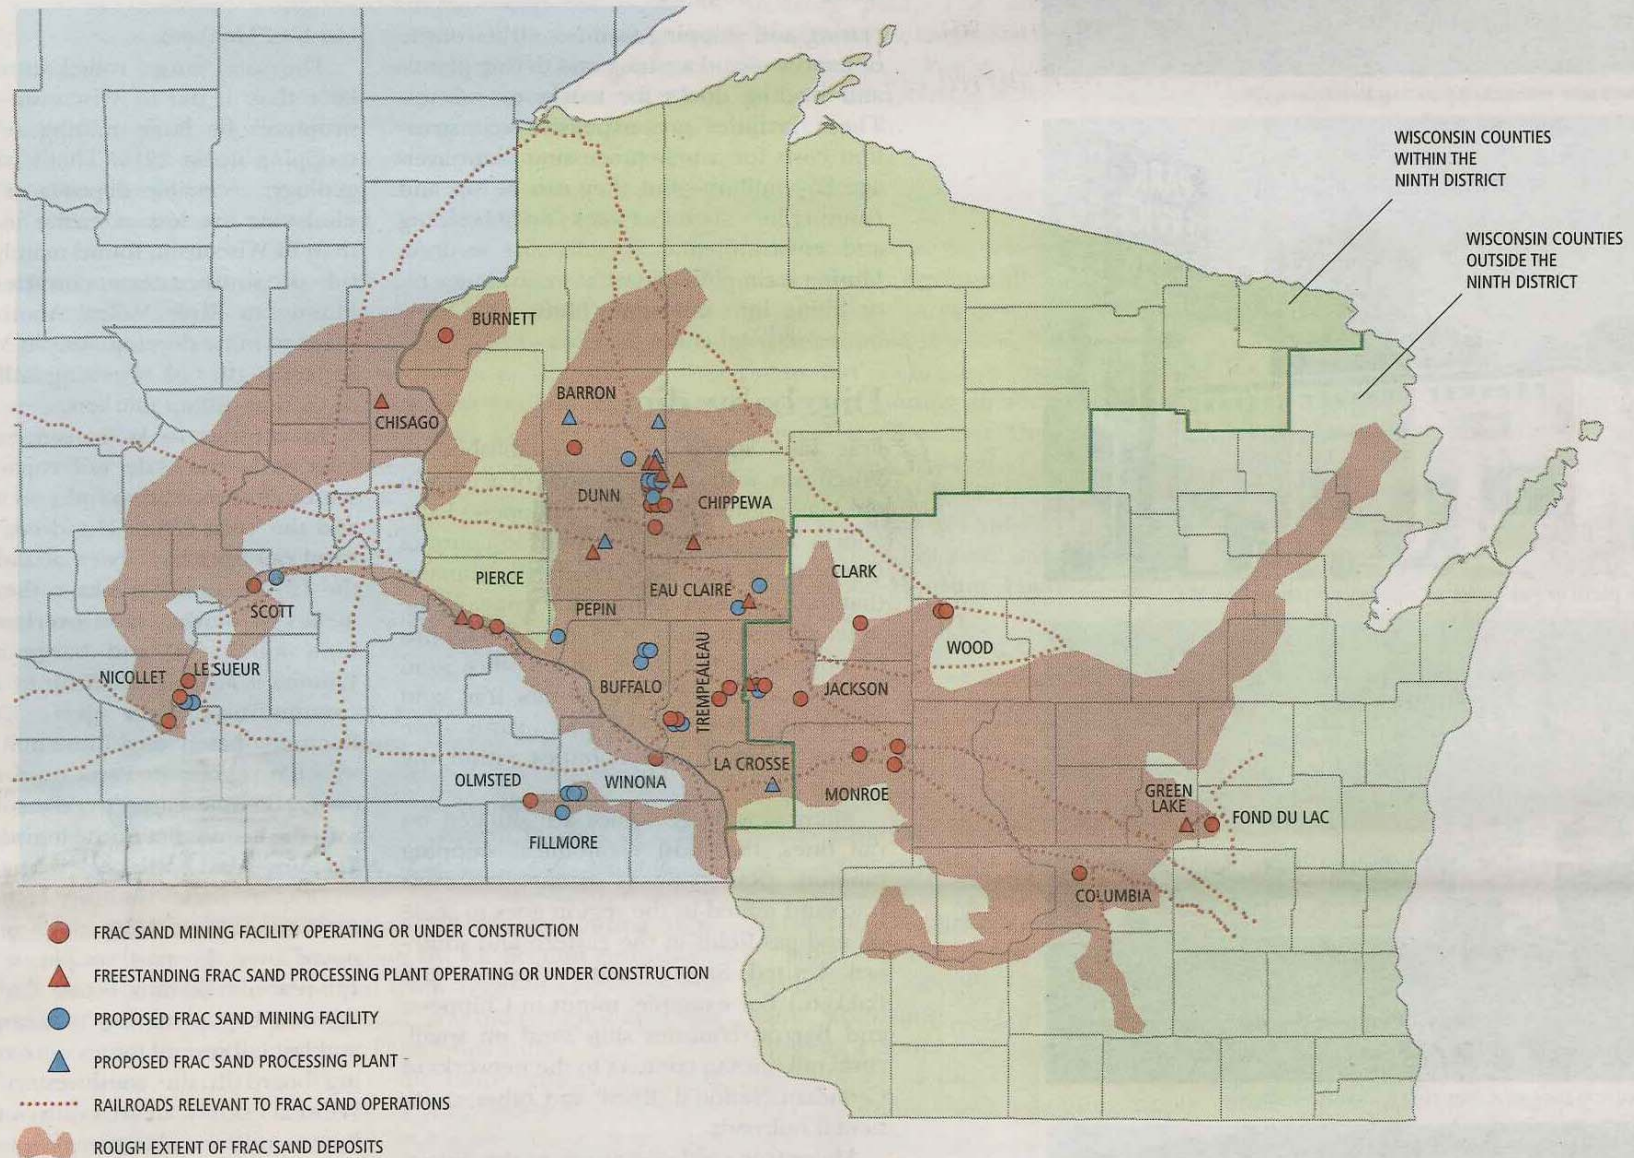 WISCONSIN COUNTIES
WITHIN THE
NINTH DISTRICT
WISCONSIN COUNTIES
OUTSIDE THE
NINTH DISTRICT
BURNETT
BARRON
CHISAGO
DUNN
CHIPPEWA
PIERCE
EAU CLAIRE
CLARK
SCOTT
PEPIN
WOOD
NICOLLET
LE SUEUR
BUFFALO
TREMPEALEAU
JACKSON
LA CROSSE
OLMSTED
WINONA
MONROE
GREEN
LAKE
FOND DU LAC
FILLMORE
COLUMBIA
FRAC SAND MINING FACILITY OPERATING OR UNDER CONSTRUCTION
FREESTANDING FRAC SAND PROCESSING PLANT OPERATING OR UNDER CONSTRUCTION
PROPOSED FRAC SAND MINING FACILITY
PROPOSED FRAC SAND PROCESSING PLANT
RAILROADS RELEVANT TO FRAC SAND OPERATIONS
ROUGH EXTENT OF FRAC SAND DEPOSITS